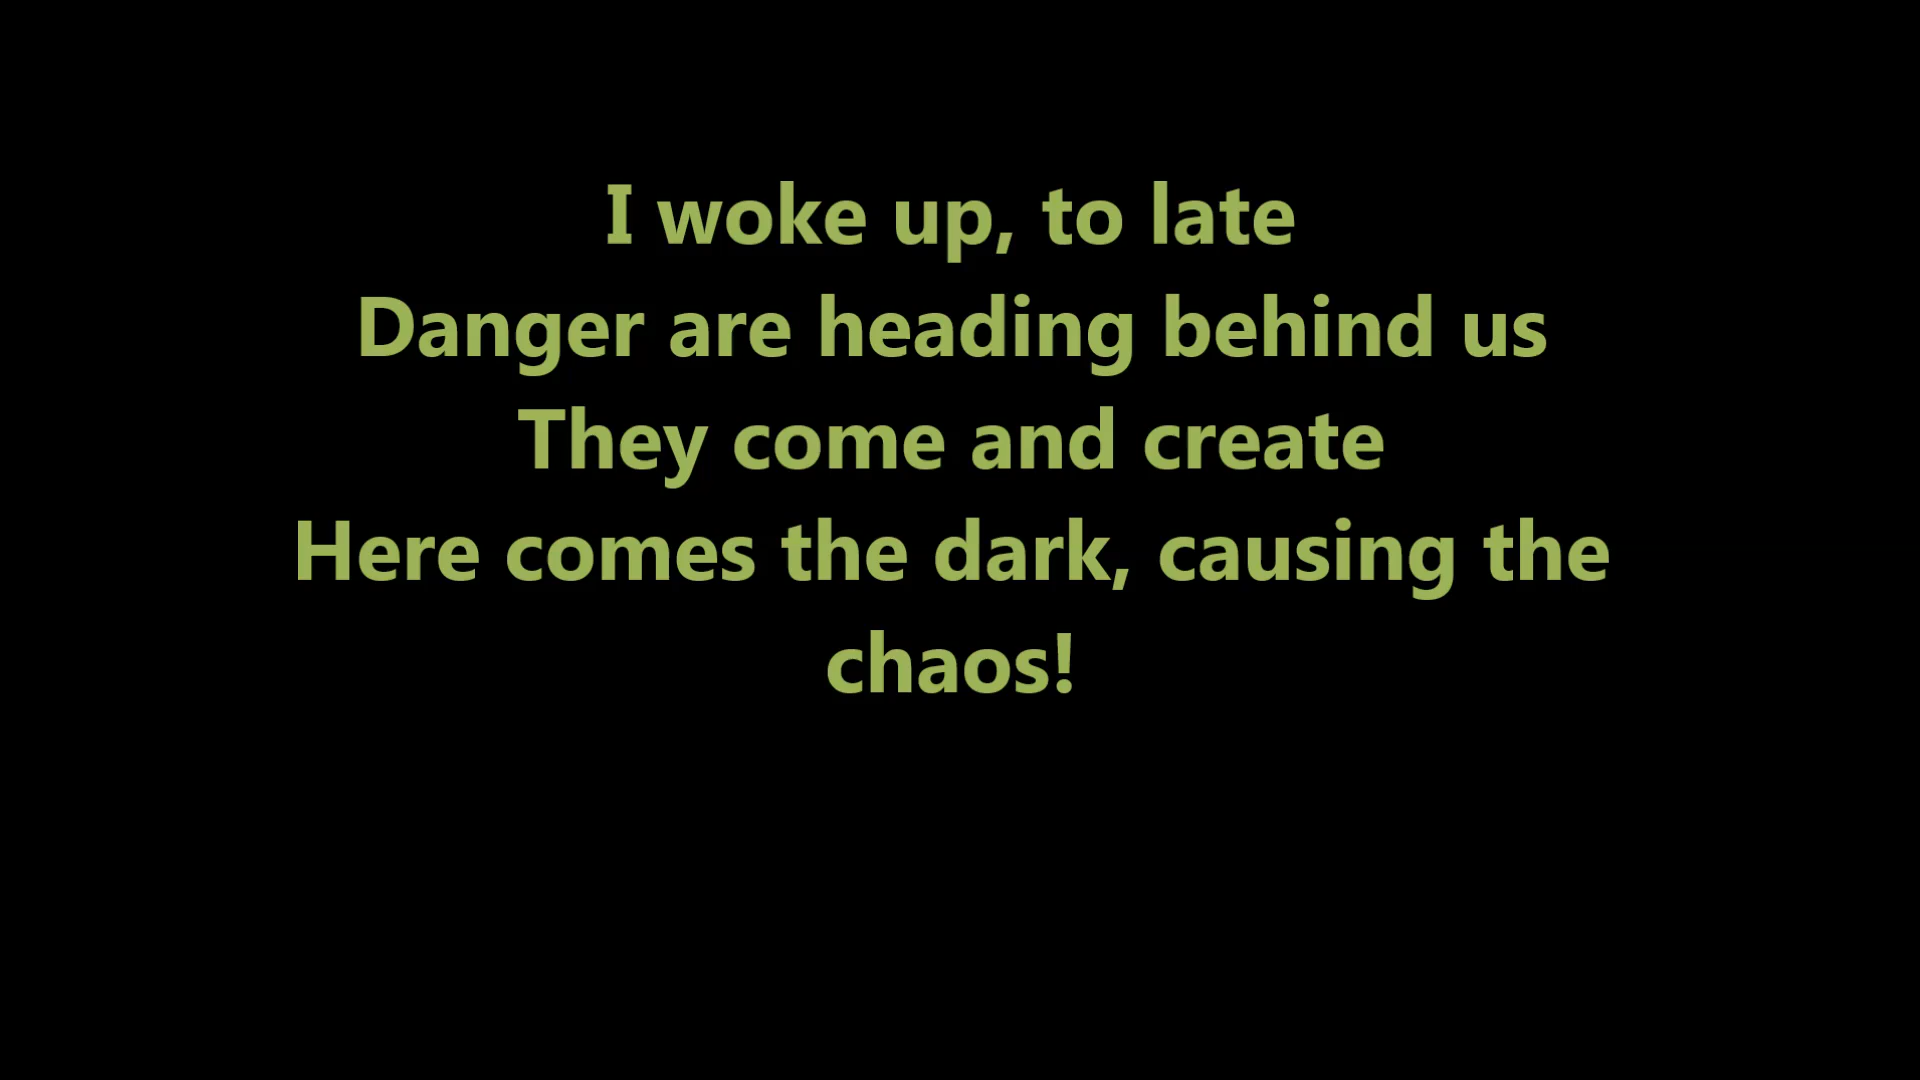 I woke up, to late
Danger are heading behind us
They come and create
Here comes the dark, causing the
chaos!